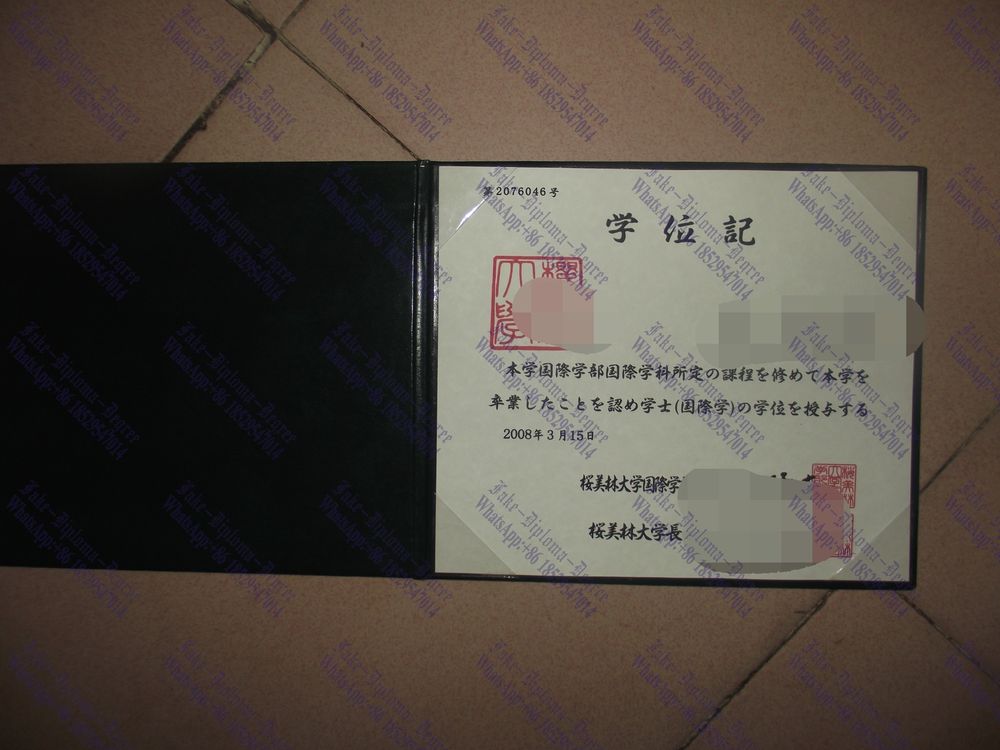 第2076046号
学位記
本学国際学部国際学科所定の課程を修めて本学を
卒業したことを認め学士(国際学)の学位を授与する
2008年3月15日
桜美林大学国際学
桜美林大学長
Fake-Diploma-Degree
WhatsApp:+86 18529547014